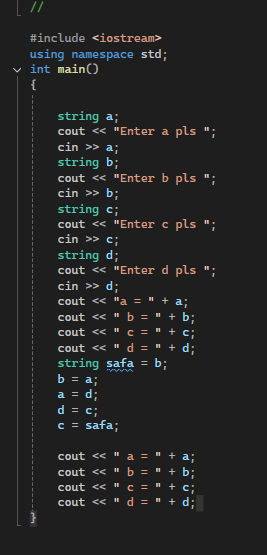 //
#include <iostream>
using namespace std;
int main()
{
string a;
cout << "Enter a pls ";
cin >> a;
string b;
cout << "Enter b pls ";
cin >> b;
string c;
cout << "Enter c pls ";
cin >> c;
string d;
cout << "Enter d pls ";
cin >> d;
cout << "a = " + a;
cout << " b = " + b;
cout << " c = " + c;
cout << " d = " + d;
string safa = b;
b = a;
a = d;
d = c;
c = safa;
cout << " a = " + a;
cout << " b = " + b;
cout << " c = " + c;
cout << " d = " + d;
}